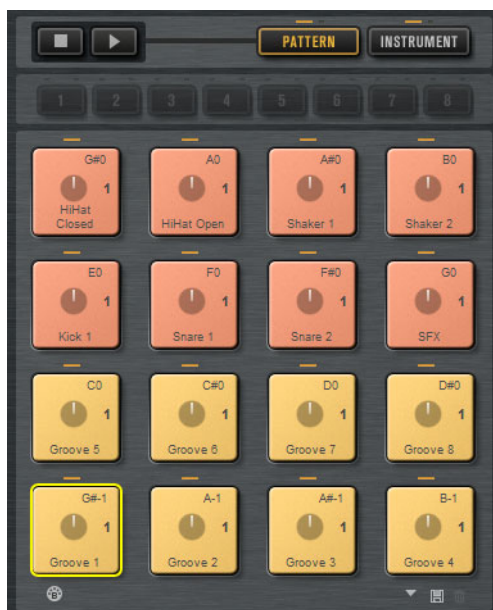 PATTERN INSTRUMENT
1 2 3 4 5 6 7 8
G#0 A0 A#0 B0
1 1 1 1
HiHat
Closed HiHat Open Shaker 1 Shaker 2
E0 F0 F#0 G0
1 1 1 1
Kick 1 Snare 1 Snare 2 SFX
C0 C#0 D0 D#0
1 1 1 1
Groove 5 Groove 6 Groove 7 Groove 8
G#-1 A-1 A#-1 B-1
1 1 1 1
Groove 1 Groove 2 Groove 3 Groove 4